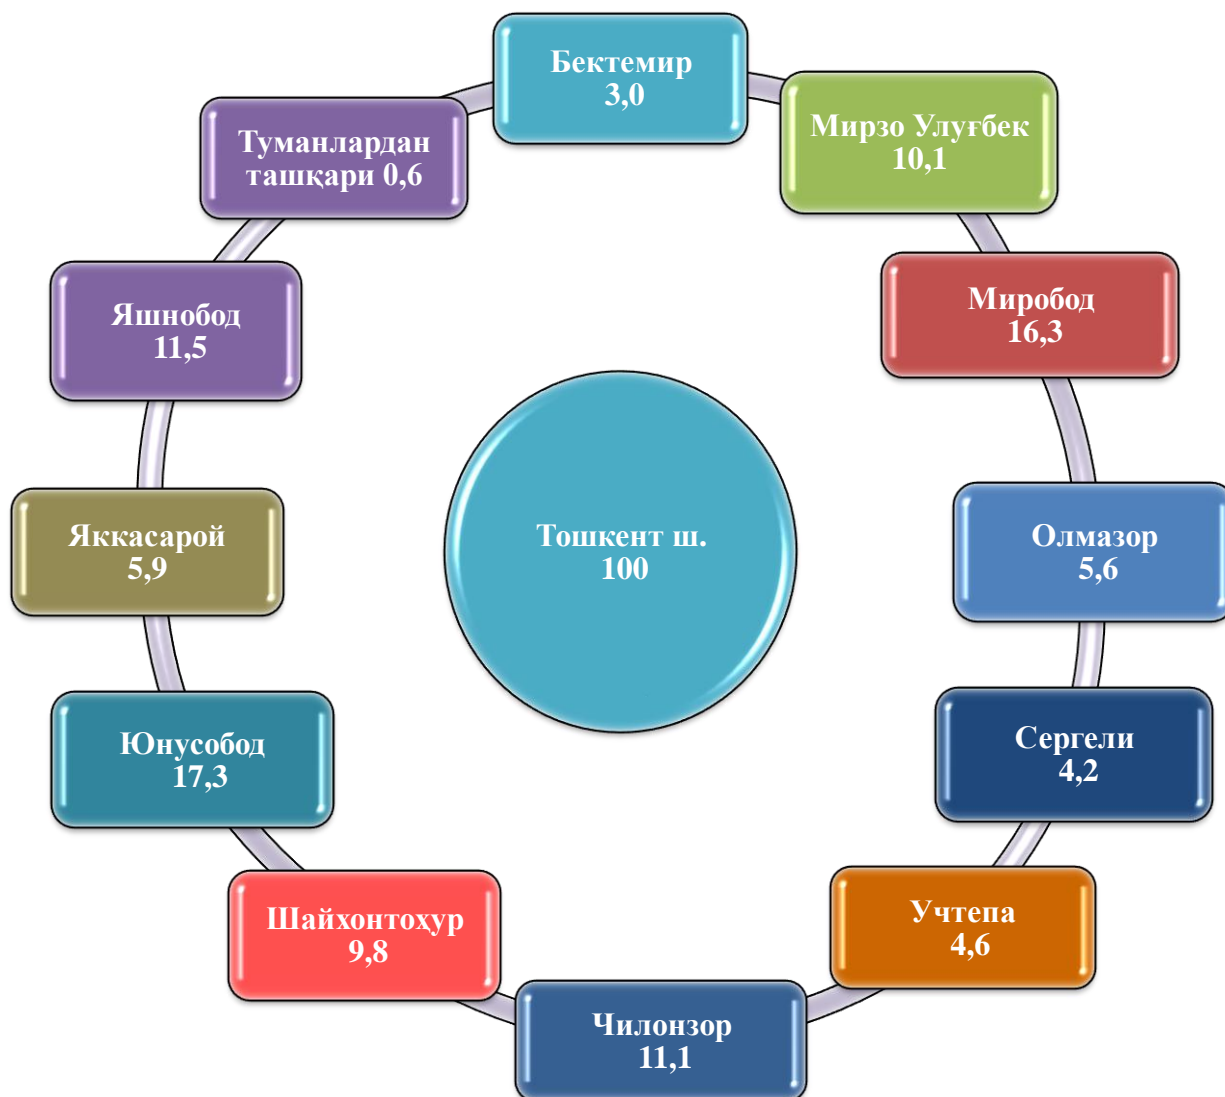 Бектемир
3,0
Мирзо Улуғбек
10,1
Миробод
16,3
Олмазор
5,6
Сергели
4,2
Учтепа
4,6
Чилонзор
11,1
Шайхонтоҳур
9,8
Юнусобод
17,3
Яккасарой
5,9
Яшнобод
11,5
Туманлардан
ташқари 0,6
Тошкент ш.
100